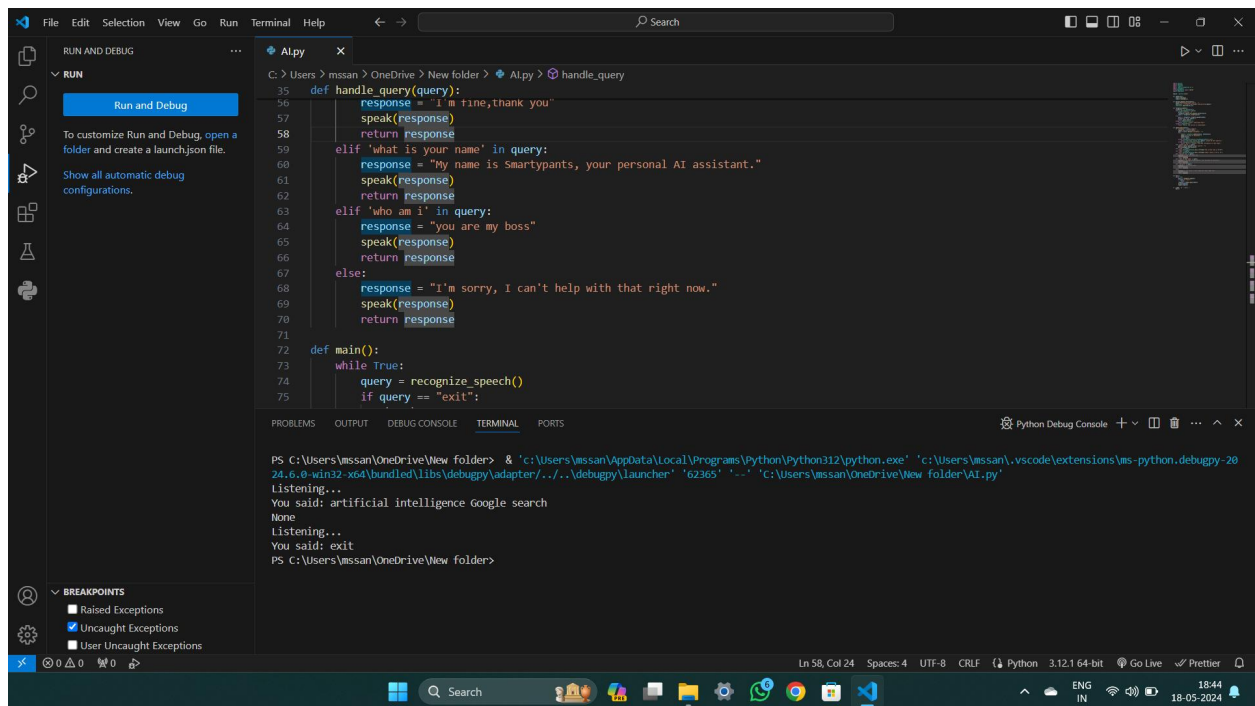 File Edit Selection View Go Run Terminal Help
Search
RUN AND DEBUG
RUN
Run and Debug
To customize Run and Debug, open a
folder and create a launch.json file.
Show all automatic debug
configurations.
BREAKPOINTS
Raised Exceptions
Uncaught Exceptions
User Uncaught Exceptions
AI.py
C: > Users > mssan > OneDrive > New folder > AI.py > handle_query
35 def handle_query(query):
56 response = "I'm fine,thank you"
57 speak(response)
58 return response
59 elif 'what is your name' in query:
60 response = "My name is Smartypants, your personal AI assistant."
61 speak(response)
62 return response
63 elif 'who am i' in query:
64 response = "you are my boss"
65 speak(response)
66 return response
67 else:
68 response = "I'm sorry, I can't help with that right now."
69 speak(response)
70 return response
71
72 def main():
73 while True:
74 query = recognize_speech()
75 if query == "exit":
PROBLEMS OUTPUT DEBUG CONSOLE TERMINAL PORTS
Python Debug Console
PS C:\Users\mssan\OneDrive\New folder> & 'c:\Users\mssan\AppData\Local\Programs\Python\Python312\python.exe' 'c:\Users\mssan\.vscode\extensions\ms-python.debugpy-20
24.6.0-win32-x64\bundled\libs\debugpy\adapter/../..\debugpy\launcher' '62365' '--' 'C:\Users\mssan\OneDrive\New folder\AI.py'
Listening...
You said: artificial intelligence Google search
None
Listening...
You said: exit
PS C:\Users\mssan\OneDrive\New folder>
0 0 0 Ln 58, Col 24 Spaces: 4 UTF-8 CRLF Python 3.12.1 64-bit Go Live Prettier
Search
PRE
6
ENG
IN
18:44
18-05-2024